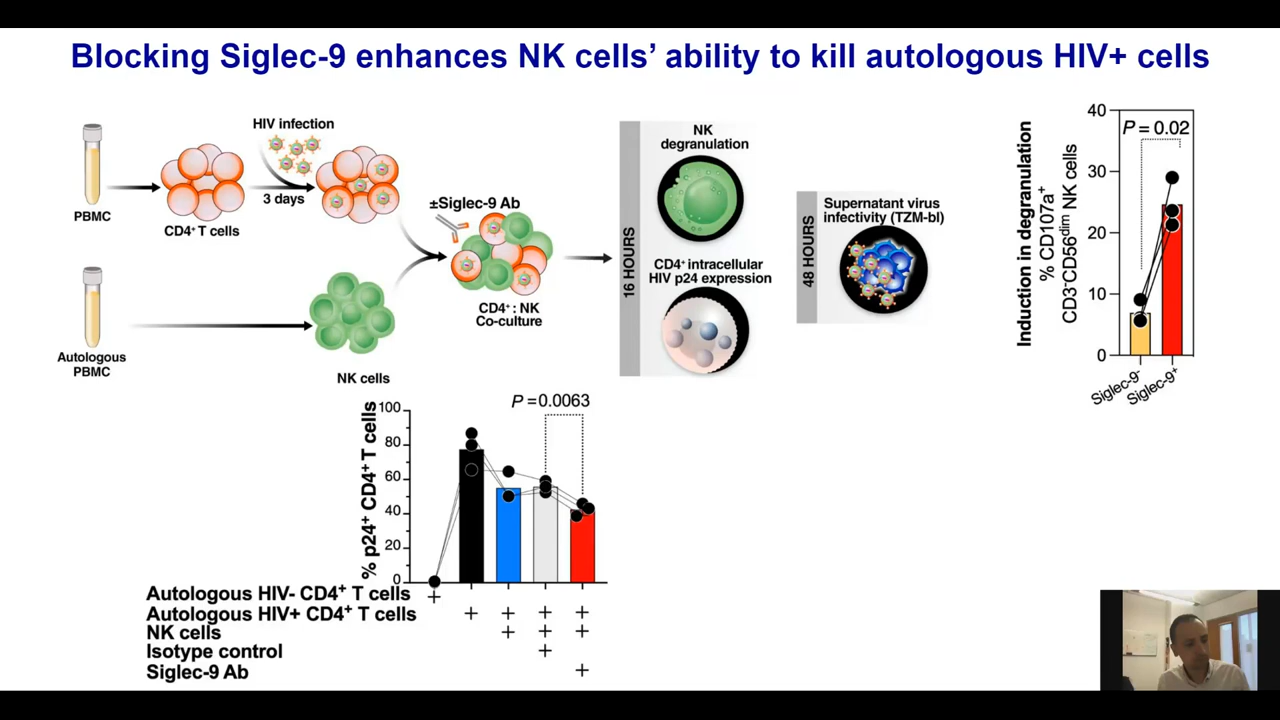 Blocking Siglec-9 enhances NK cells’ ability to kill autologous HIV+ cells
HIV infection
3 days
PBMC
CD4⁺ T cells
±Siglec-9 Ab
CD4⁺ : NK
Co-culture
Autologous
PBMC
NK cells
16 HOURS
NK
degranulation
CD4⁺ intracellular
HIV p24 expression
48 HOURS
Supernatant virus
infectivity (TZM-bl)
Induction in degranulation
% CD107a⁺
CD3⁻CD56ᵈⁱᵐ NK cells
40
30
20
10
0
P = 0.02
Siglec-9⁻
Siglec-9⁺
% p24⁺ CD4⁺ T cells
100
80
60
40
20
0
P =0.0063
Autologous HIV- CD4⁺ T cells +
Autologous HIV+ CD4⁺ T cells + + + +
NK cells + + +
Isotype control +
Siglec-9 Ab +